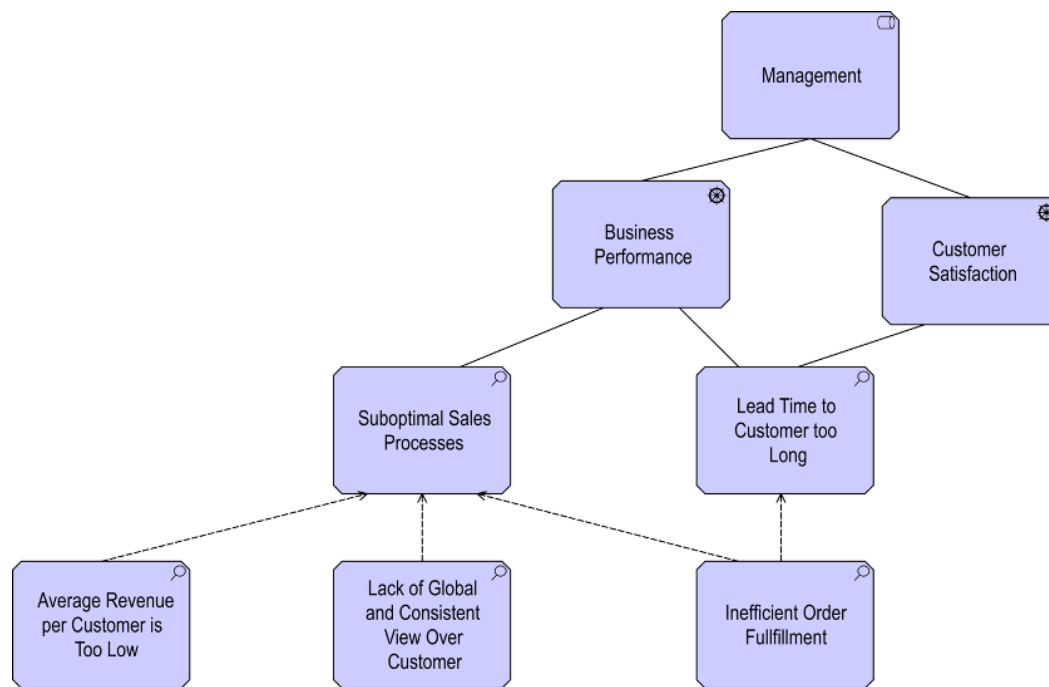 Management
Business
Performance
Customer
Satisfaction
Suboptimal Sales
Processes
Lead Time to
Customer too
Long
Average Revenue
per Customer is
Too Low
Lack of Global
and Consistent
View Over
Customer
Inefficient Order
Fullfillment